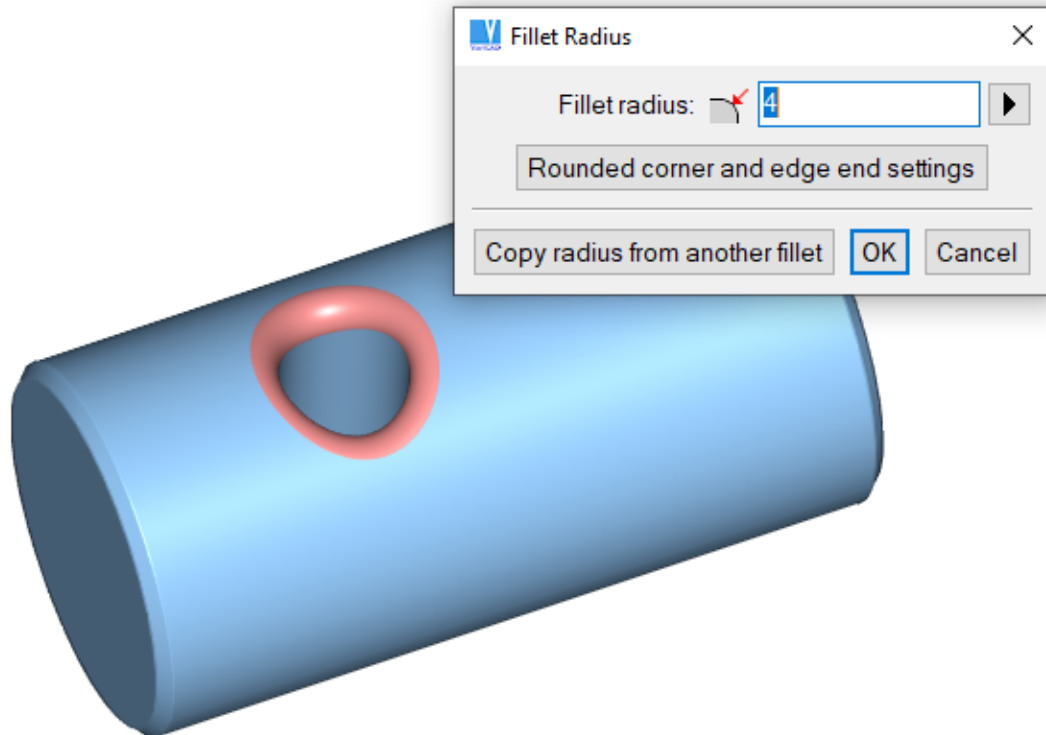 Fillet Radius
Fillet radius: 4
Rounded corner and edge end settings
Copy radius from another fillet OK Cancel